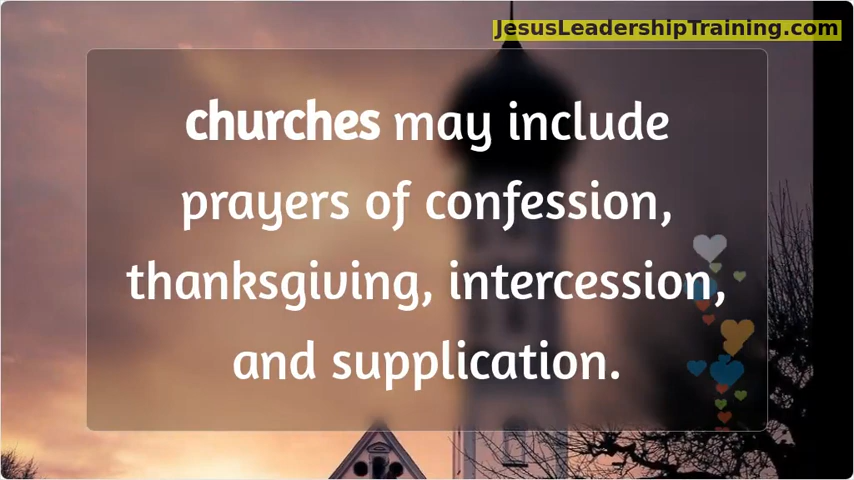 JesusLeadershipTraining.com
churches may include
prayers of confession,
thanksgiving, intercession,
and supplication.